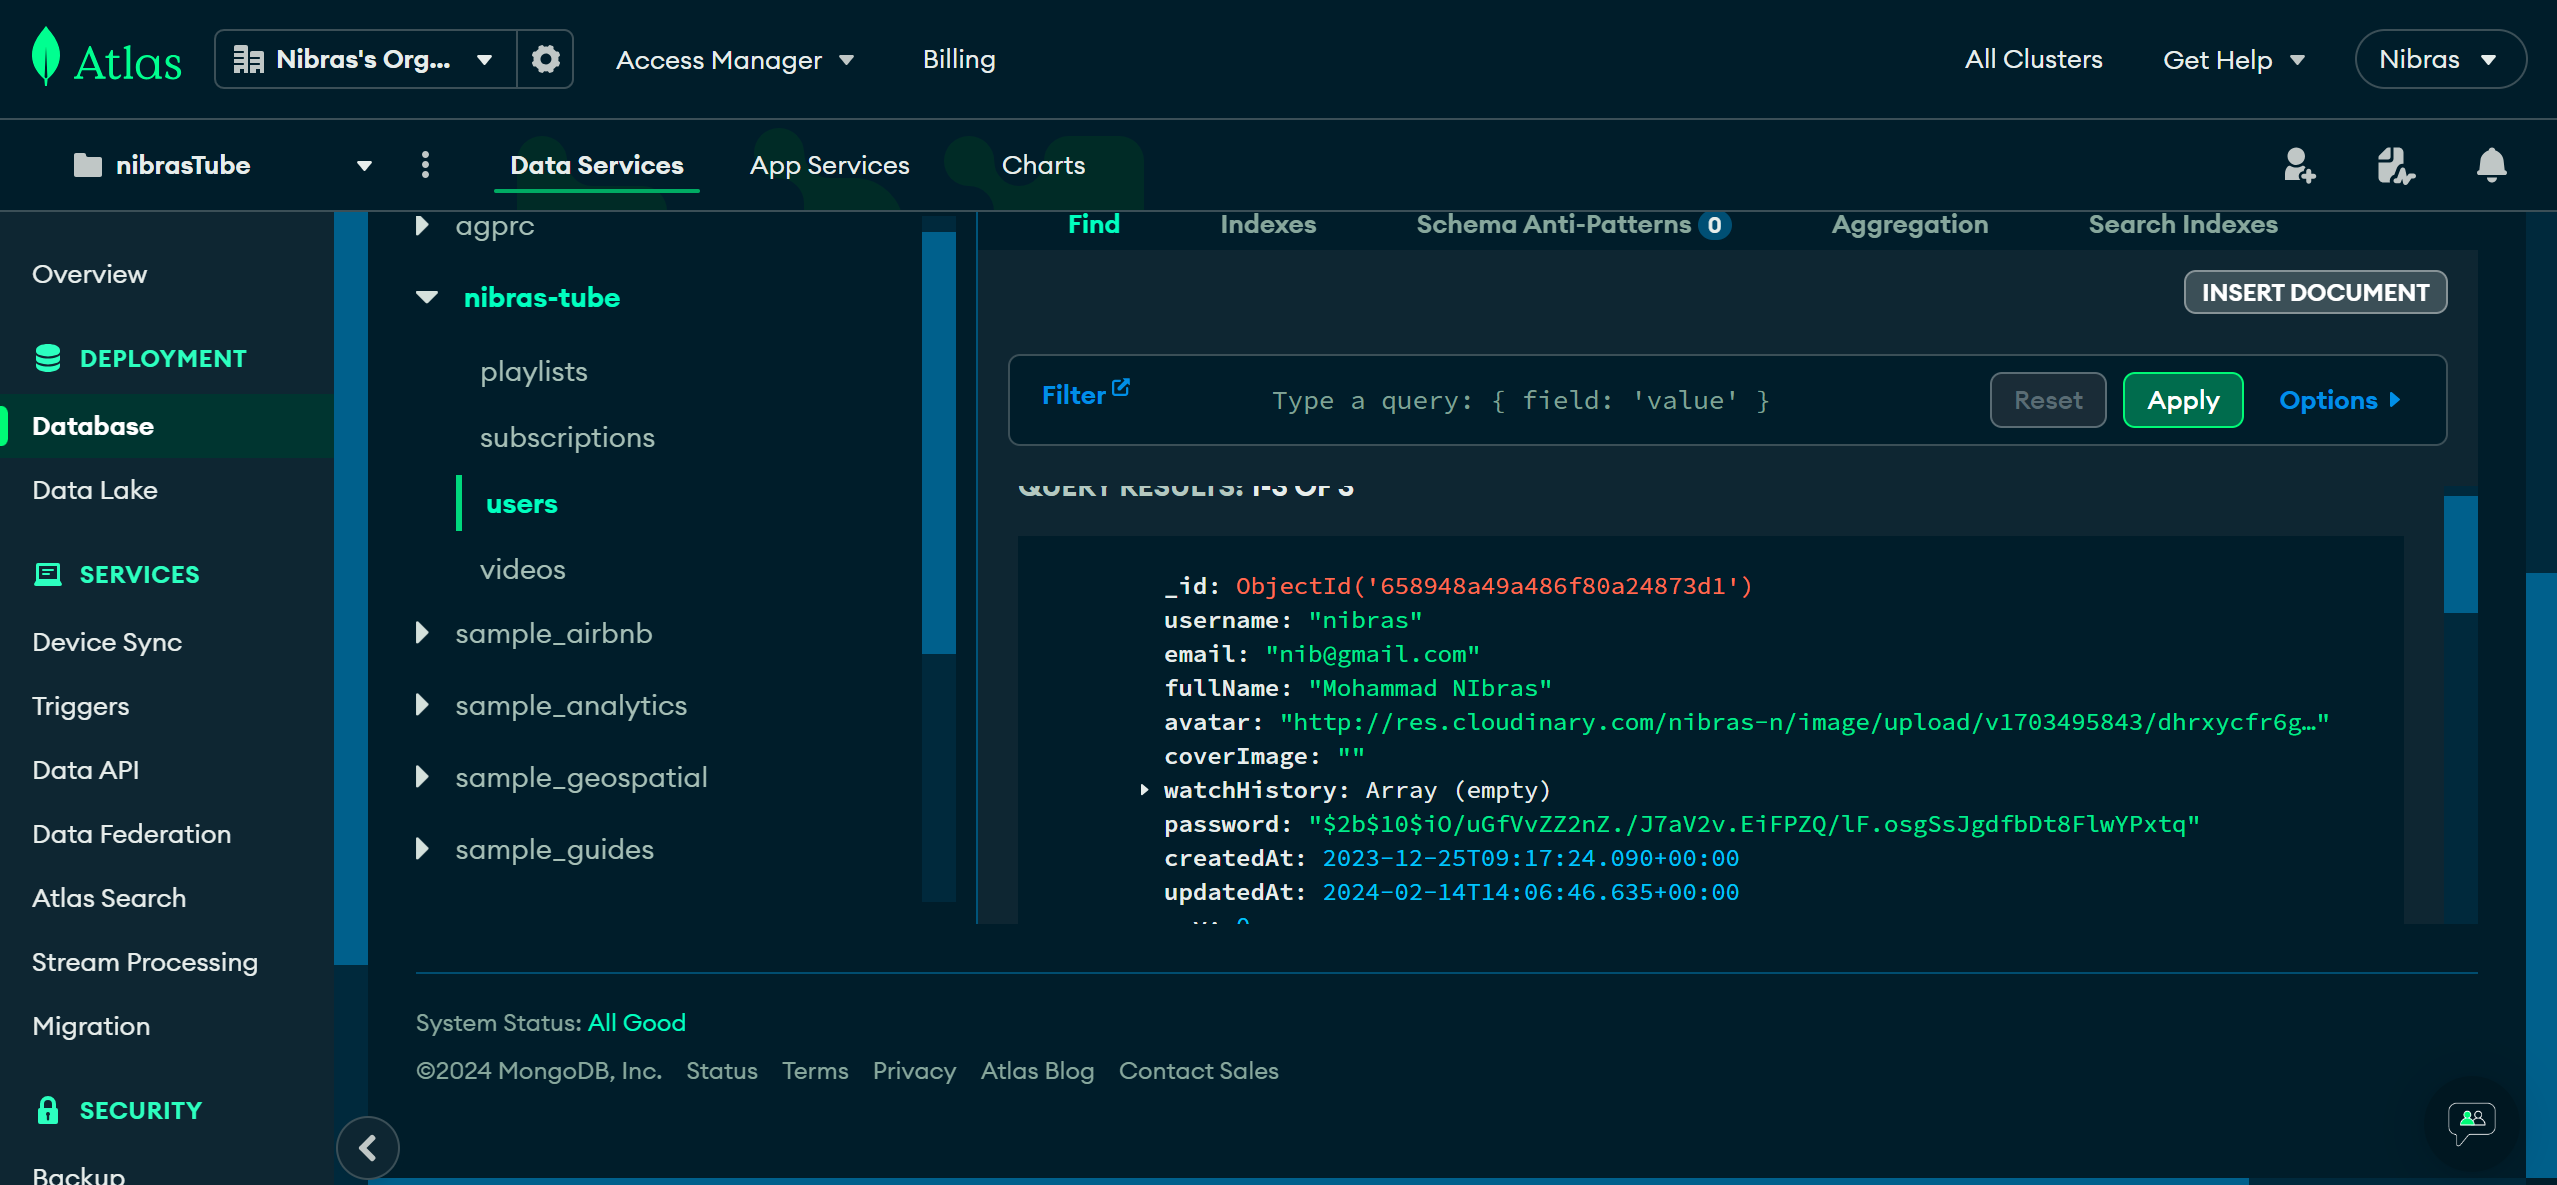 Atlas
Nibras's Org...
Access Manager
Billing
All Clusters
Get Help
Nibras
nibrasTube
Data Services
App Services
Charts
Overview
DEPLOYMENT
Database
Data Lake
SERVICES
Device Sync
Triggers
Data API
Data Federation
Atlas Search
Stream Processing
Migration
SECURITY
Backup
agprc
nibras-tube
playlists
subscriptions
users
videos
sample_airbnb
sample_analytics
sample_geospatial
sample_guides
Find
Indexes
Schema Anti-Patterns 0
Aggregation
Search Indexes
INSERT DOCUMENT
Filter
Type a query: { field: 'value' }
Reset
Apply
Options
QUERY RESULTS: 1-3 OF 3
_id: ObjectId('658948a49a486f80a24873d1')
username: "nibras"
email: "nib@gmail.com"
fullName: "Mohammad NIbras"
avatar: "http://res.cloudinary.com/nibras-n/image/upload/v1703495843/dhrxycfr6g…"
coverImage: ""
watchHistory: Array (empty)
password: "$2b$10$iO/uGfVvZZ2nZ./J7aV2v.EiFPZQ/lF.osgSsJgdfbDt8FlwYPxtq"
createdAt: 2023-12-25T09:17:24.090+00:00
updatedAt: 2024-02-14T14:06:46.635+00:00
System Status: All Good
©2024 MongoDB, Inc.
Status
Terms
Privacy
Atlas Blog
Contact Sales